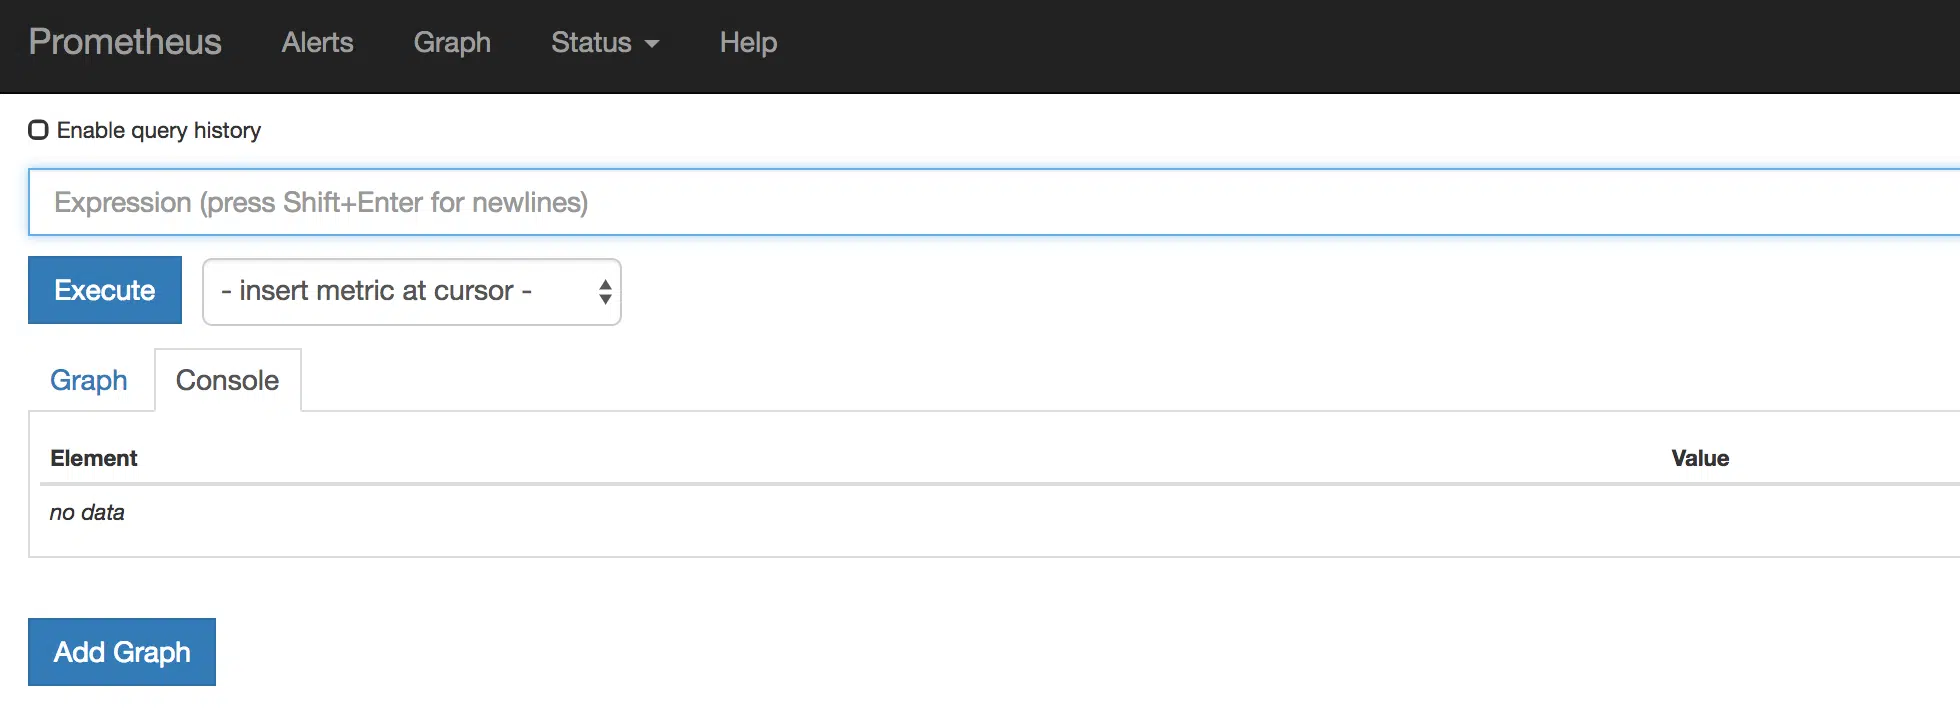 Prometheus Alerts Graph Status Help
Enable query history
Expression (press Shift+Enter for newlines)
Execute - insert metric at cursor -
Graph Console
Element Value
no data
Add Graph